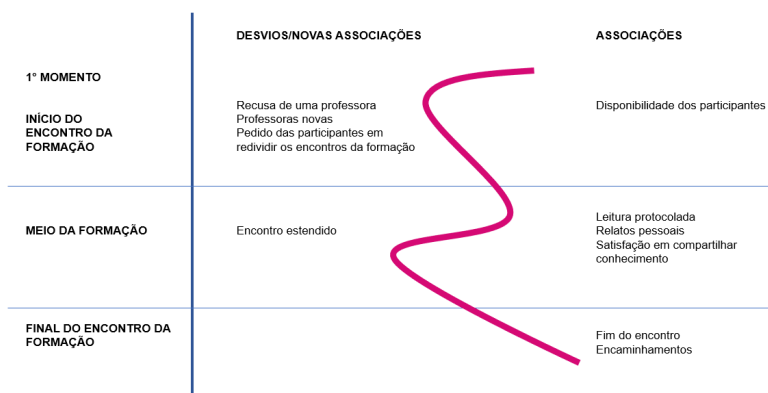 DESVIOS/NOVAS ASSOCIAÇÕES
ASSOCIAÇÕES
1° MOMENTO
INÍCIO DO
ENCONTRO DA
FORMAÇÃO
Recusa de uma professora
Professoras novas
Pedido das participantes em
redividir os encontros da formação
Disponibilidade dos participantes
MEIO DA FORMAÇÃO
Encontro estendido
Leitura protocolada
Relatos pessoais
Satisfação em compartilhar
conhecimento
FINAL DO ENCONTRO DA
FORMAÇÃO
Fim do encontro
Encaminhamentos